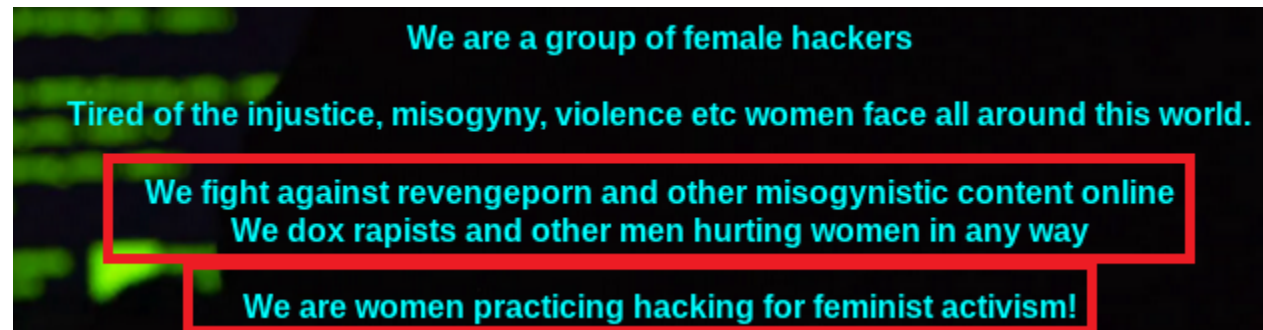 We are a group of female hackers
Tired of the injustice, misogyny, violence etc women face all around this world.
We fight against revengeporn and other misogynistic content online
We dox rapists and other men hurting women in any way
We are women practicing hacking for feminist activism!